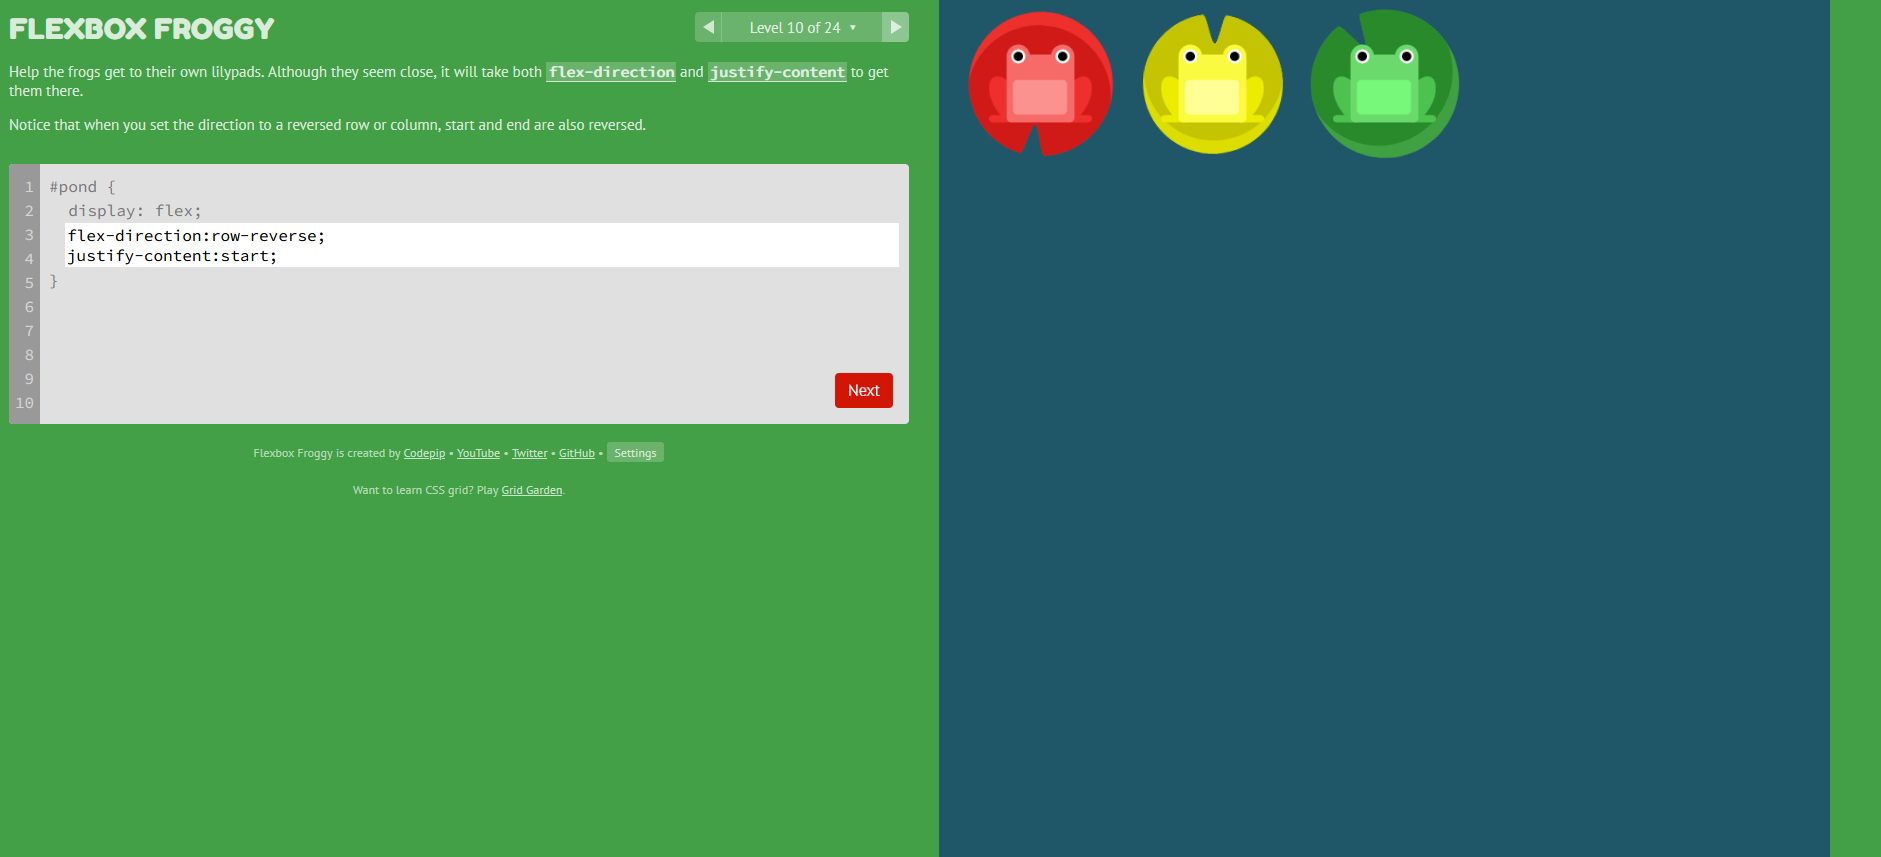 FLEXBOX FROGGY
Level 10 of 24 ▼
Help the frogs get to their own lilypads. Although they seem close, it will take both flex-direction and justify-content to get
them there.
Notice that when you set the direction to a reversed row or column, start and end are also reversed.
1 #pond {
2 display: flex;
3 flex-direction:row-reverse;
4 justify-content:start;
5 }
6
7
8
9
10
Next
Flexbox Froggy is created by Codepip • YouTube • Twitter • GitHub • Settings
Want to learn CSS grid? Play Grid Garden.